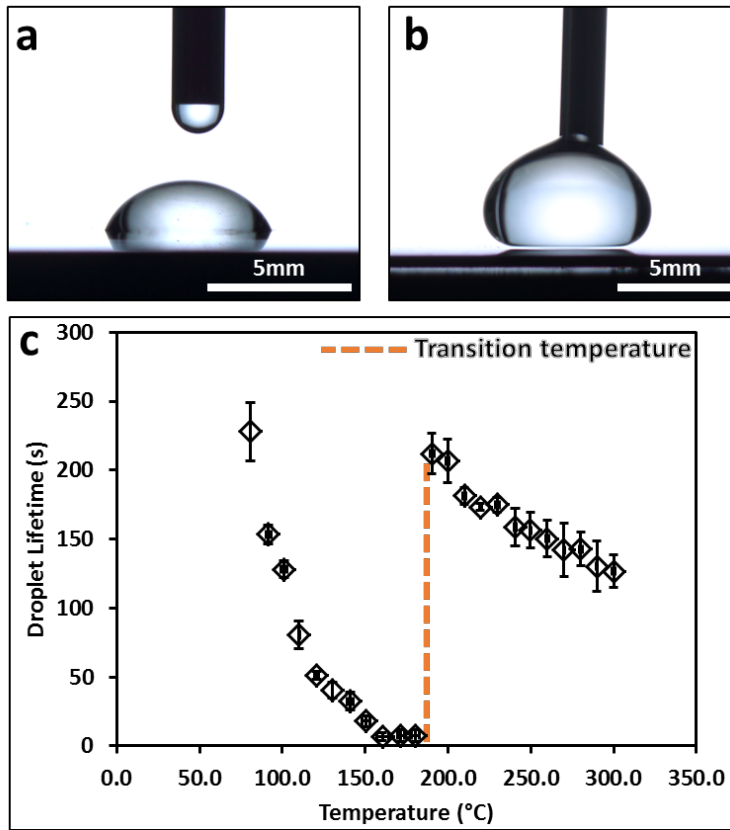 a
b
5mm
5mm
c
Transition temperature
300
250
200
150
100
50
0
Droplet Lifetime (s)
0.0 50.0 100.0 150.0 200.0 250.0 300.0 350.0
Temperature (°C)